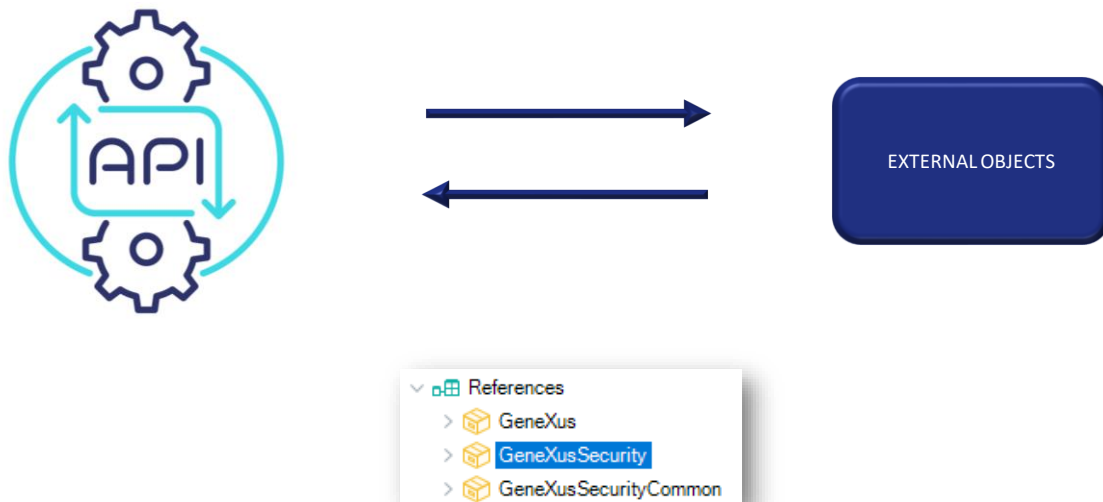 API
EXTERNAL OBJECTS
References
GeneXus
GeneXusSecurity
GeneXusSecurityCommon